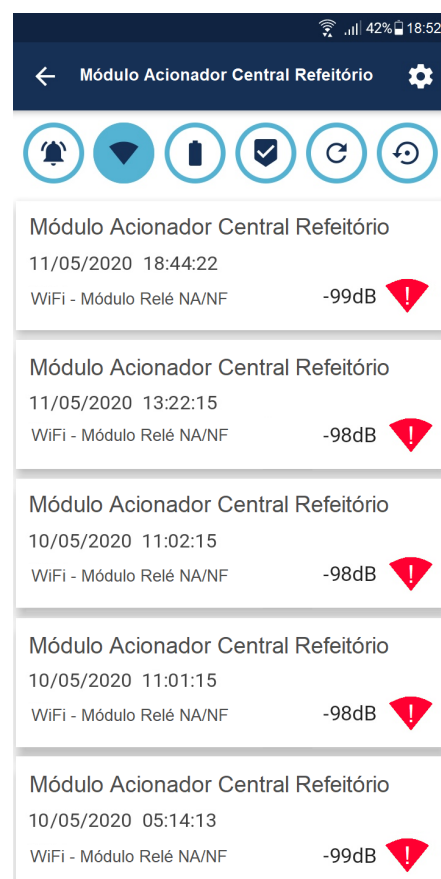 42% 18:52
Módulo Acionador Central Refeitório
Módulo Acionador Central Refeitório
11/05/2020 18:44:22
WiFi - Módulo Relé NA/NF -99dB
Módulo Acionador Central Refeitório
11/05/2020 13:22:15
WiFi - Módulo Relé NA/NF -98dB
Módulo Acionador Central Refeitório
10/05/2020 11:02:15
WiFi - Módulo Relé NA/NF -98dB
Módulo Acionador Central Refeitório
10/05/2020 11:01:15
WiFi - Módulo Relé NA/NF -98dB
Módulo Acionador Central Refeitório
10/05/2020 05:14:13
WiFi - Módulo Relé NA/NF -99dB